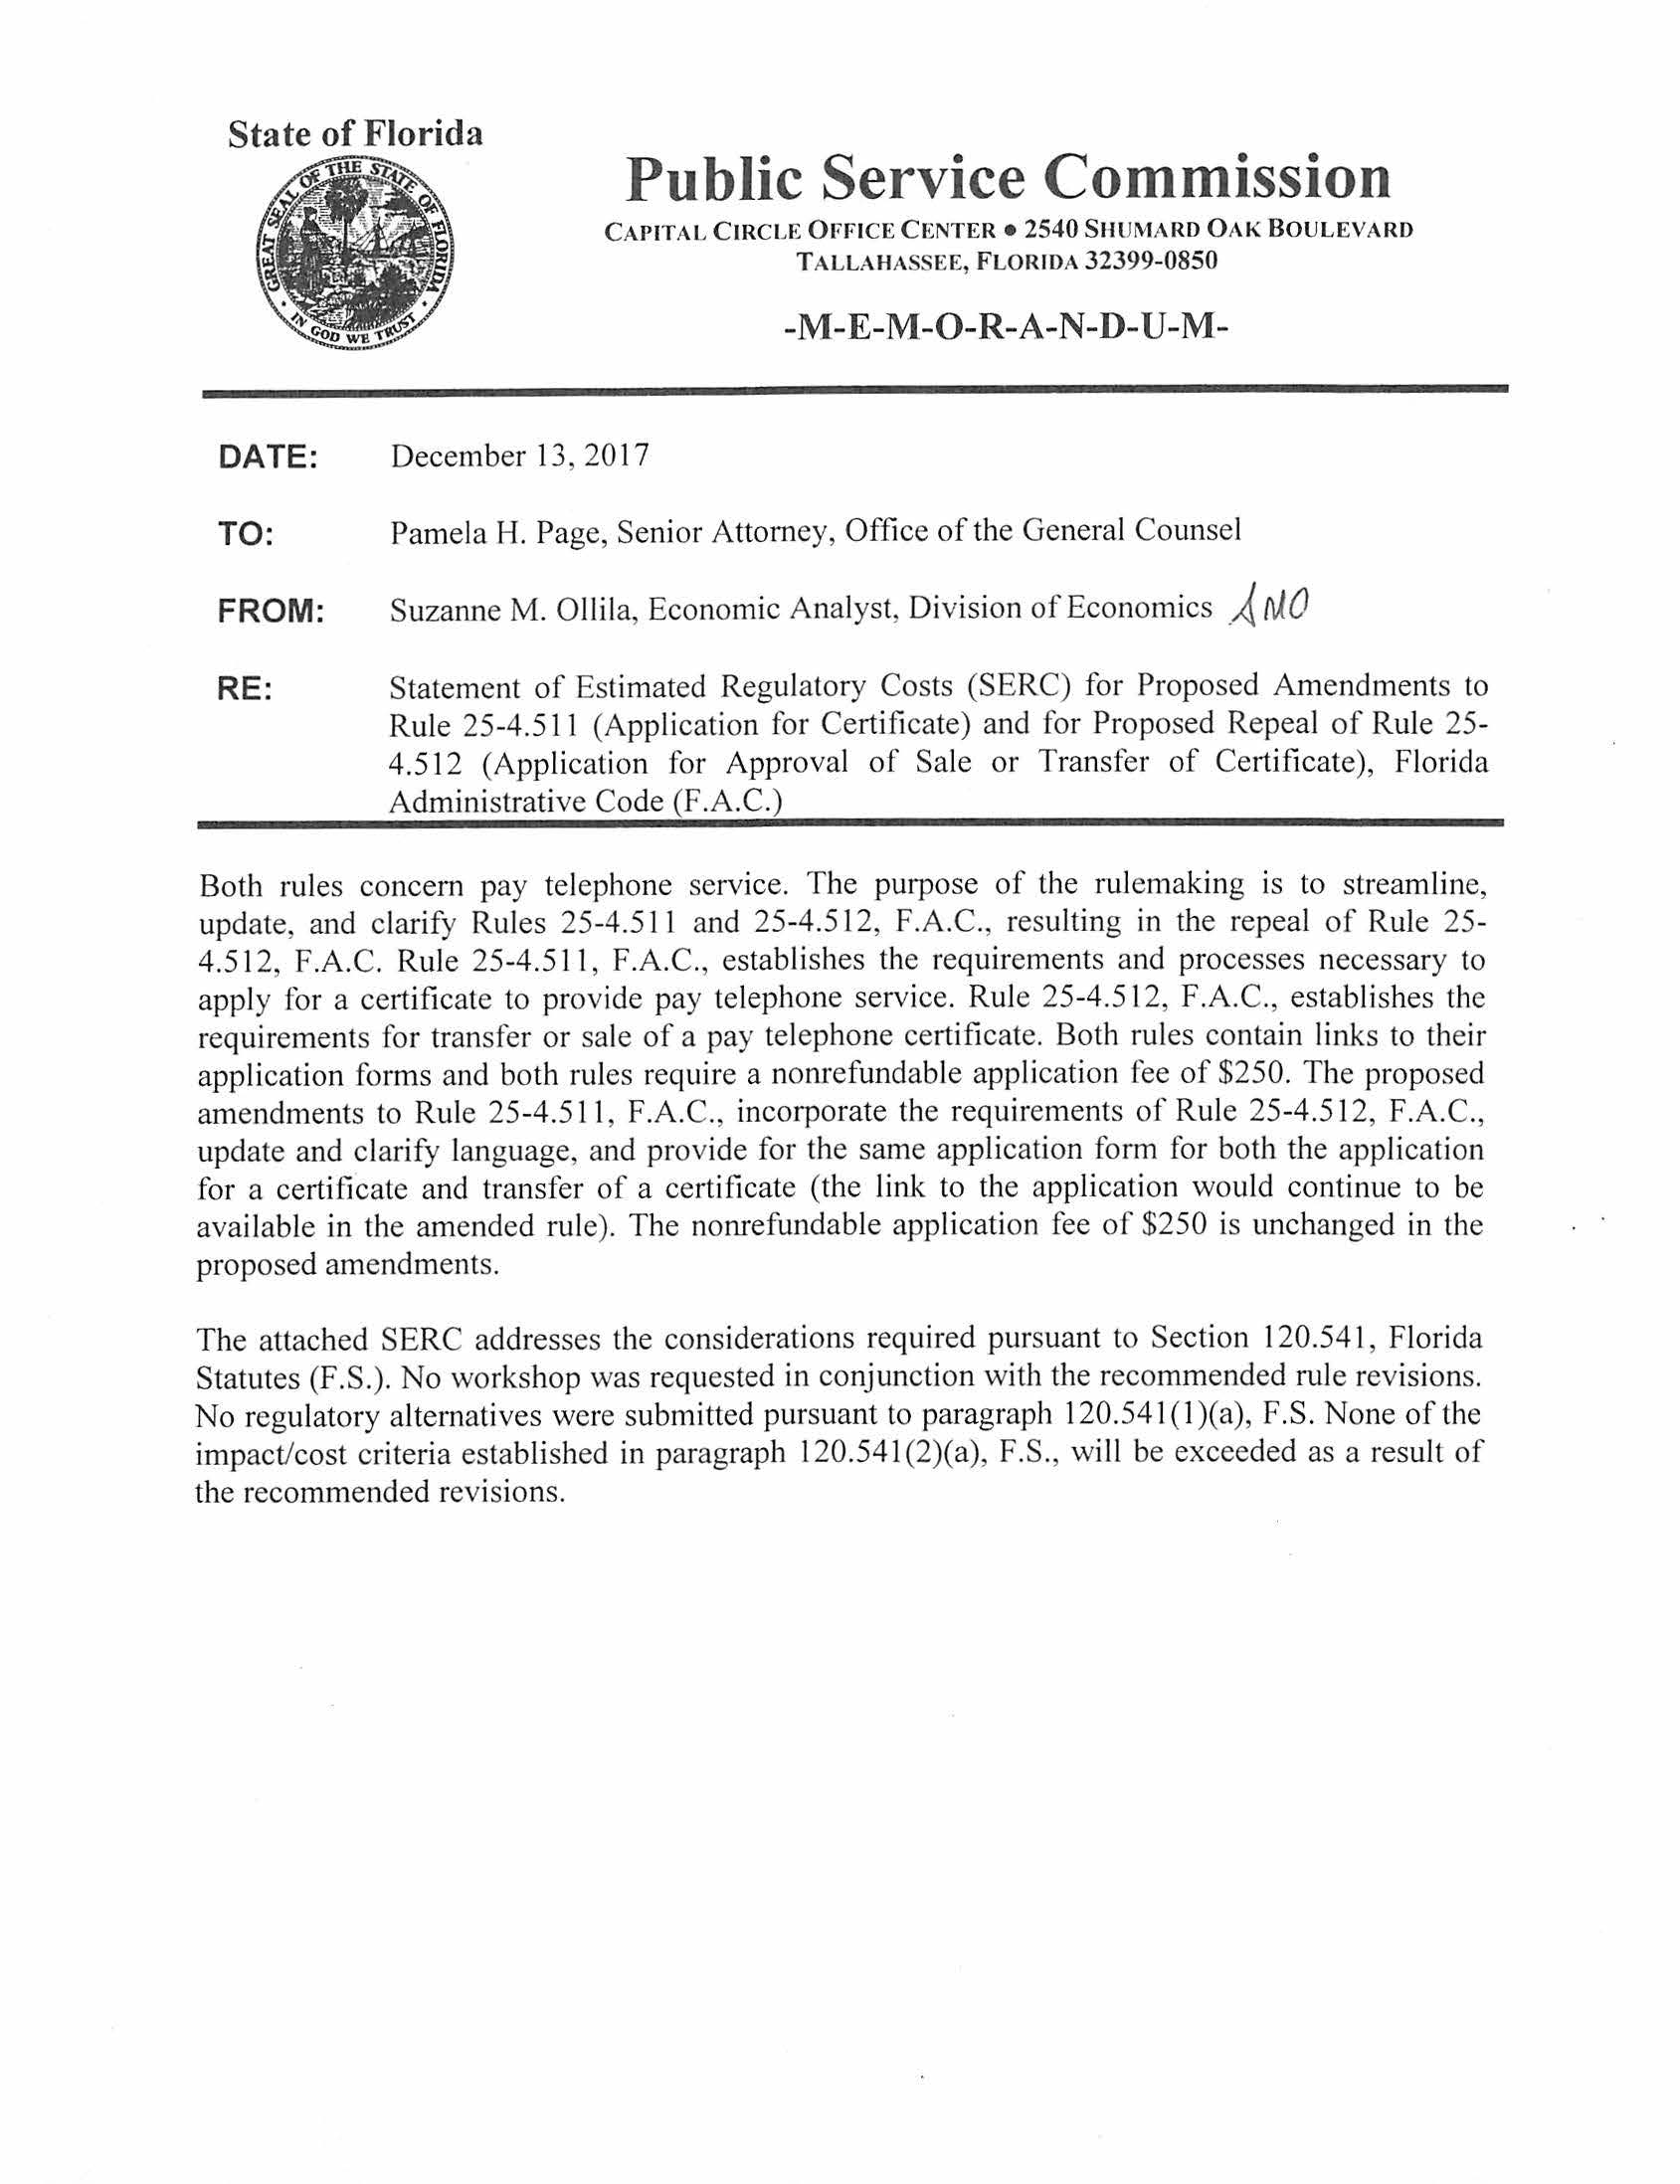 State of Florida
GREAT SEAL OF THE STATE OF FLORIDA
IN GOD WE TRUST
Public Service Commission
CAPITAL CIRCLE OFFICE CENTER ● 2540 SHUMARD OAK BOULEVARD
TALLAHASSEE, FLORIDA 32399-0850
-M-E-M-O-R-A-N-D-U-M-
DATE: December 13, 2017
TO: Pamela H. Page, Senior Attorney, Office of the General Counsel
FROM: Suzanne M. Ollila, Economic Analyst, Division of Economics SMO
RE: Statement of Estimated Regulatory Costs (SERC) for Proposed Amendments to
Rule 25-4.511 (Application for Certificate) and for Proposed Repeal of Rule 25-
4.512 (Application for Approval of Sale or Transfer of Certificate), Florida
Administrative Code (F.A.C.)
Both rules concern pay telephone service. The purpose of the rulemaking is to streamline,
update, and clarify Rules 25-4.511 and 25-4.512, F.A.C., resulting in the repeal of Rule 25-
4.512, F.A.C. Rule 25-4.511, F.A.C., establishes the requirements and processes necessary to
apply for a certificate to provide pay telephone service. Rule 25-4.512, F.A.C., establishes the
requirements for transfer or sale of a pay telephone certificate. Both rules contain links to their
application forms and both rules require a nonrefundable application fee of $250. The proposed
amendments to Rule 25-4.511, F.A.C., incorporate the requirements of Rule 25-4.512, F.A.C.,
update and clarify language, and provide for the same application form for both the application
for a certificate and transfer of a certificate (the link to the application would continue to be
available in the amended rule). The nonrefundable application fee of $250 is unchanged in the
proposed amendments.
The attached SERC addresses the considerations required pursuant to Section 120.541, Florida
Statutes (F.S.). No workshop was requested in conjunction with the recommended rule revisions.
No regulatory alternatives were submitted pursuant to paragraph 120.541(1)(a), F.S. None of the
impact/cost criteria established in paragraph 120.541(2)(a), F.S., will be exceeded as a result of
the recommended revisions.